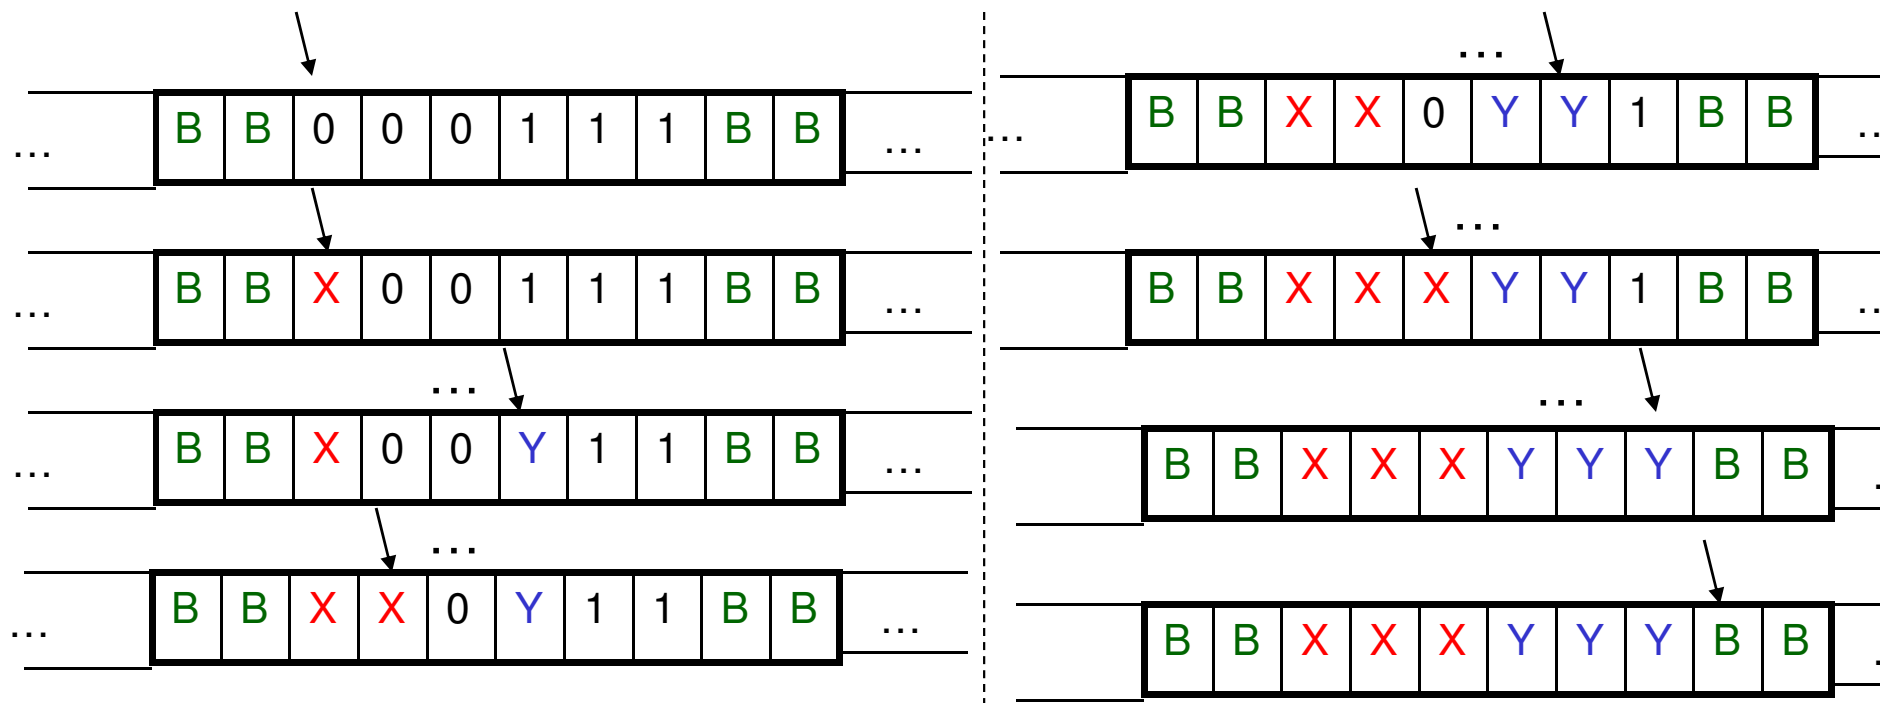 ... B B 0 0 0 1 1 1 B B ...
... B B X 0 0 1 1 1 B B ...
...
... B B X 0 0 Y 1 1 B B ...
...
... B B X X 0 Y 1 1 B B ...
...
... B B X X 0 Y Y 1 B B ..
...
B B X X X Y Y 1 B B ..
...
B B X X X Y Y Y B B .
B B X X X Y Y Y B B .